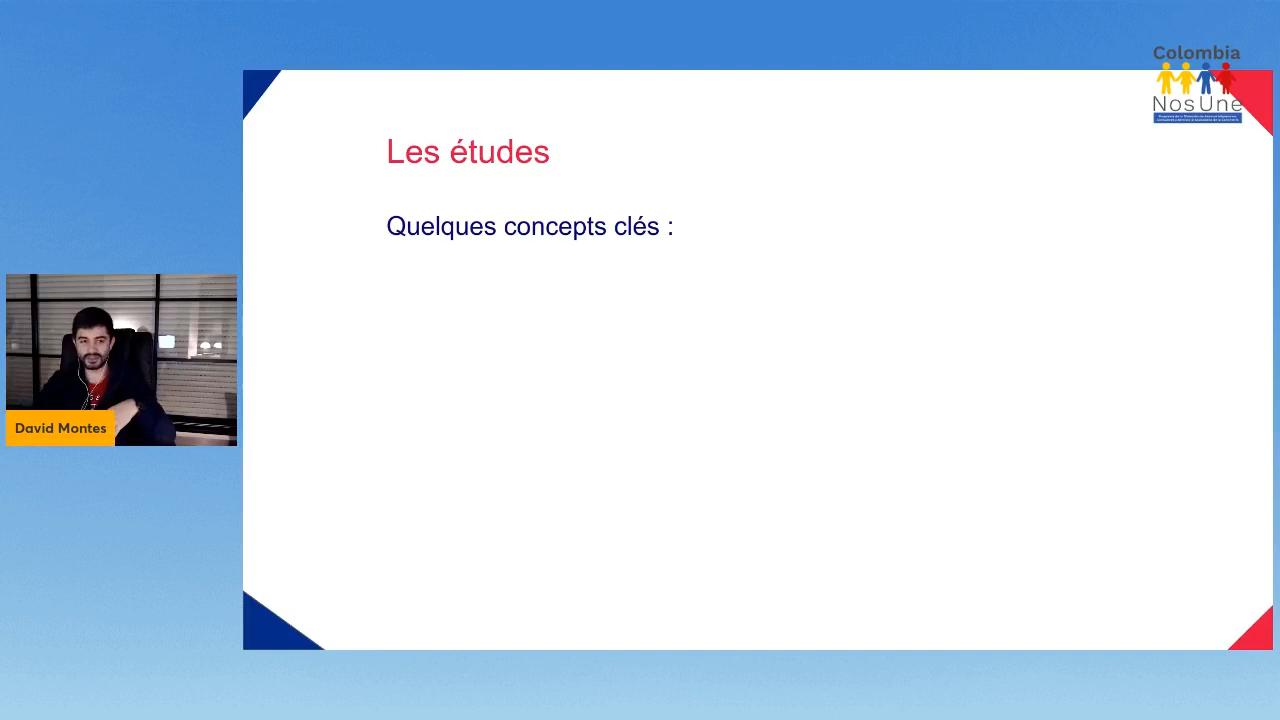 Colombia
Nos Une
Les études
Quelques concepts clés :
David Montes